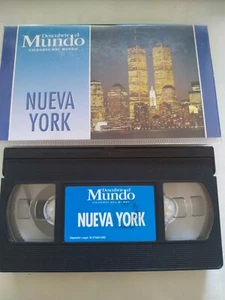 Descubrir el
Mundo
NUEVA
YORK
Descubrir el
Mundo
NUEVA YORK